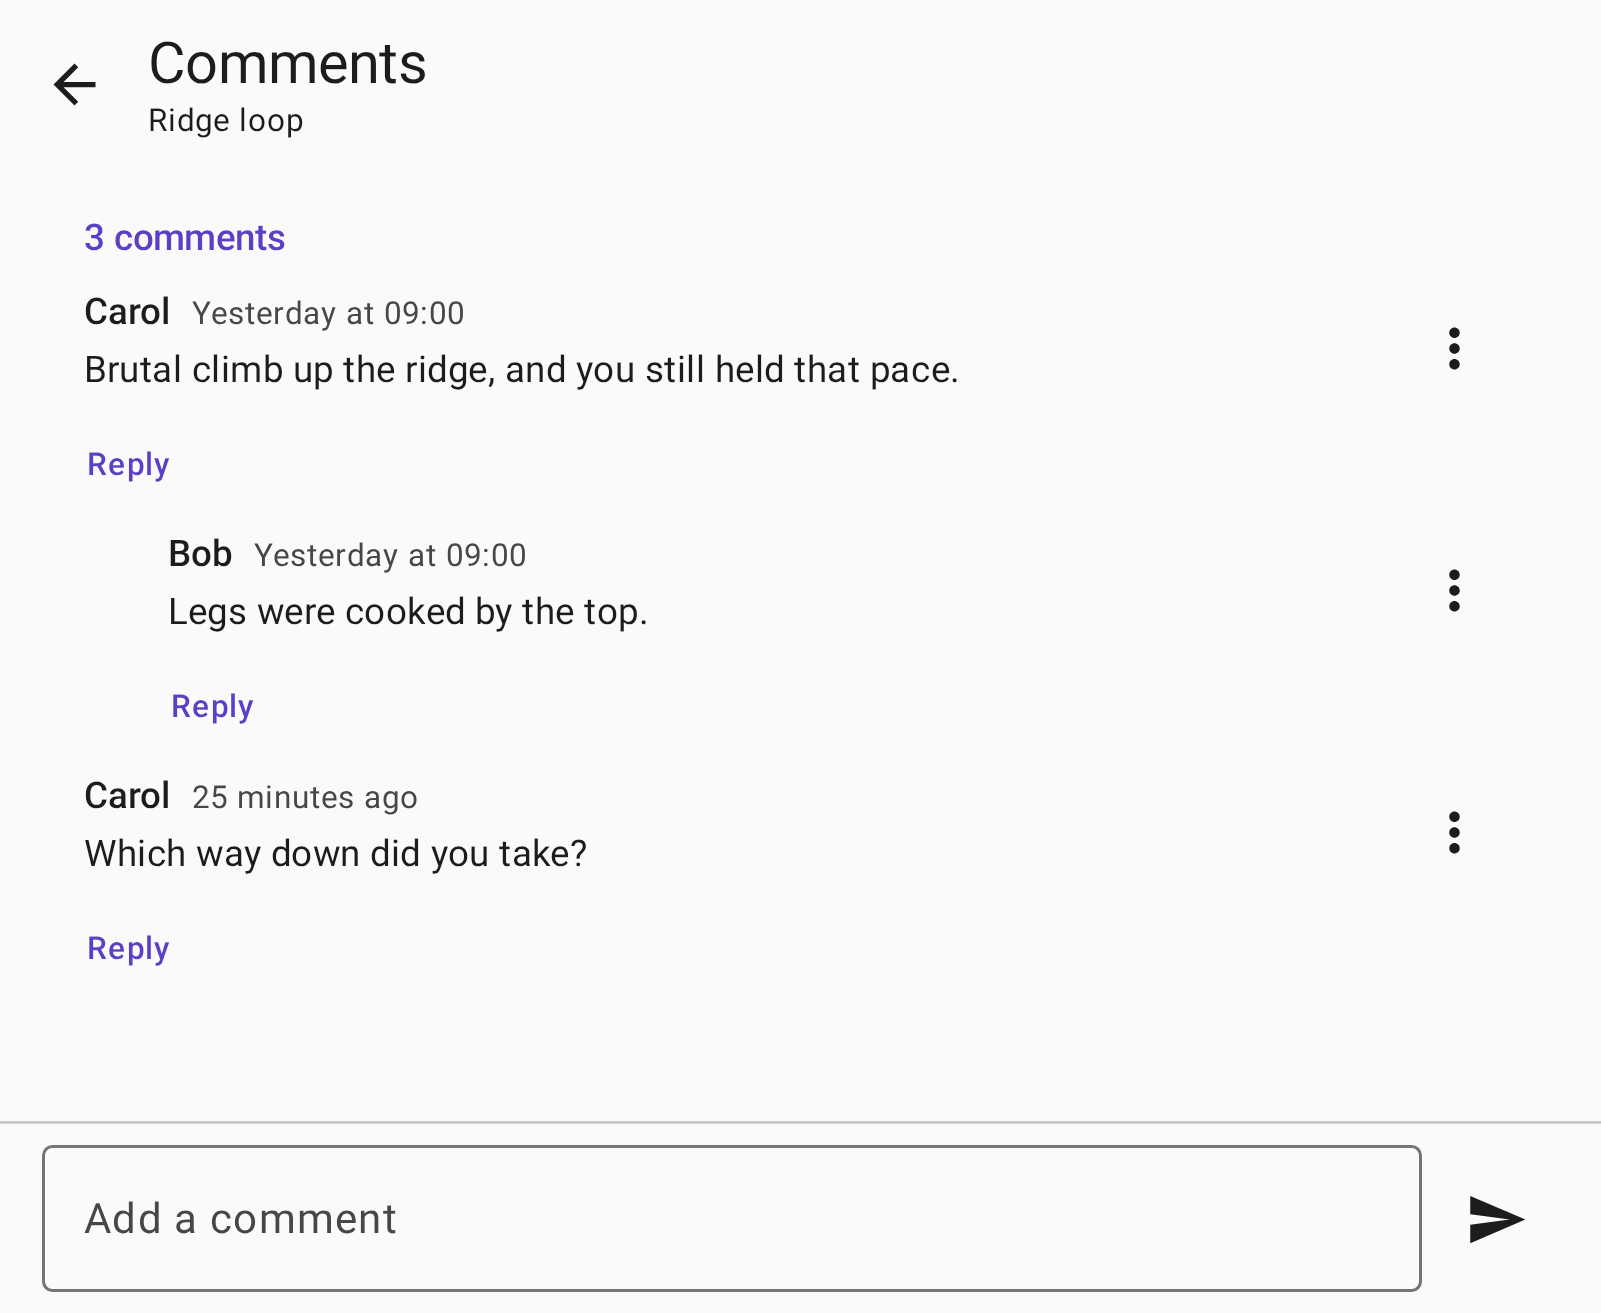 Comments
Ridge loop
3 comments
Carol Yesterday at 09:00
Brutal climb up the ridge, and you still held that pace.
Reply
Bob Yesterday at 09:00
Legs were cooked by the top.
Reply
Carol 25 minutes ago
Which way down did you take?
Reply
Add a comment